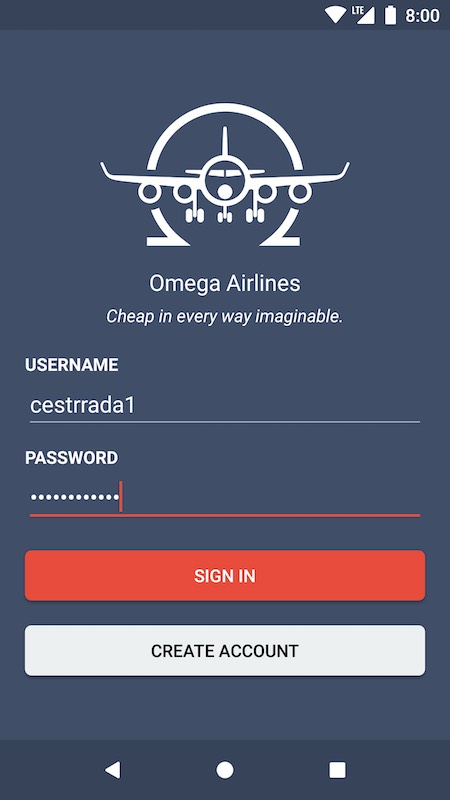 LTE 8:00
Omega Airlines
Cheap in every way imaginable.
USERNAME
cestrrada1
PASSWORD
••••••••••••
SIGN IN
CREATE ACCOUNT